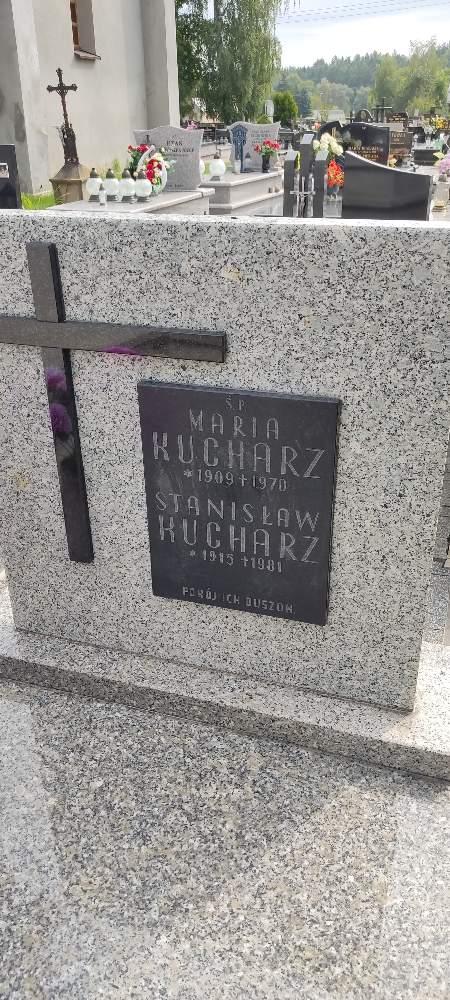 Ś.P.
MARIA
KUCHARZ
*1909 +1970
STANISŁAW
KUCHARZ
*1915 +1981
POKÓJ ICH DUSZOM